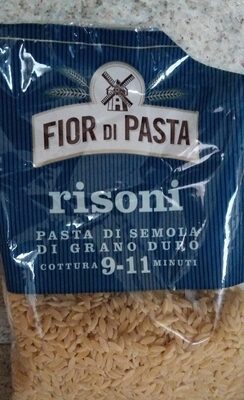 FIOR DI PASTA
risoni
PASTA DI SEMOLA
DI GRANO DURO
COTTURA 9-11 MINUTI